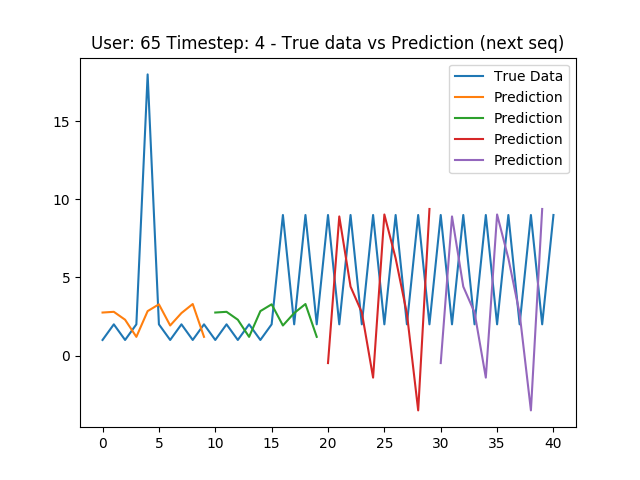 User: 65 Timestep: 4 - True data vs Prediction (next seq)
True Data
Prediction
Prediction
Prediction
Prediction
15
10
5
0
0 5 10 15 20 25 30 35 40